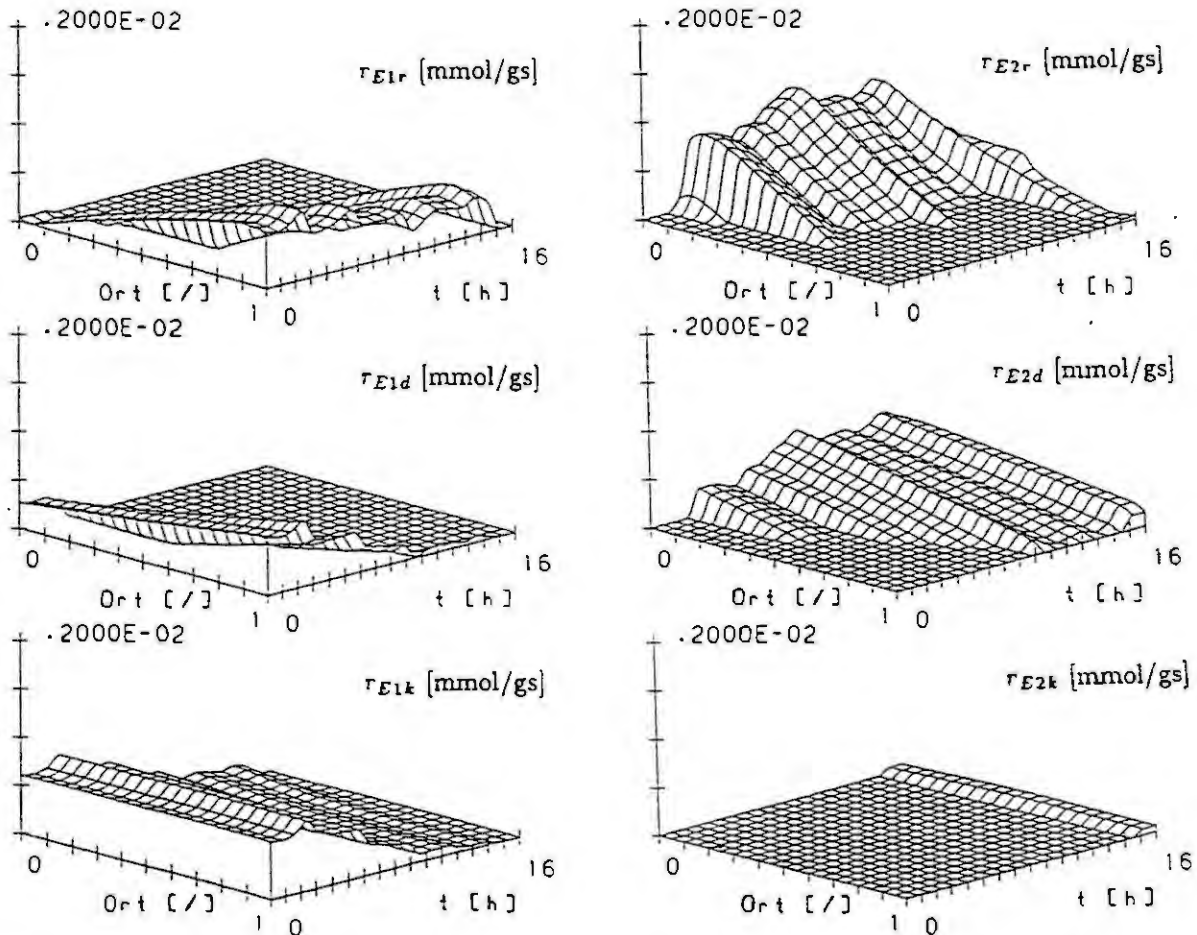 .2000E-02
r_E1r [mmol/gs]
0
Ort [/]
1
0
t [h]
16
.2000E-02
r_E2r [mmol/gs]
0
Ort [/]
1
0
t [h]
16
.2000E-02
r_E1d [mmol/gs]
0
Ort [/]
1
0
t [h]
16
.2000E-02
r_E2d [mmol/gs]
0
Ort [/]
1
0
t [h]
16
.2000E-02
r_E1k [mmol/gs]
0
Ort [/]
1
0
t [h]
16
.2000E-02
r_E2k [mmol/gs]
0
Ort [/]
1
0
t [h]
16